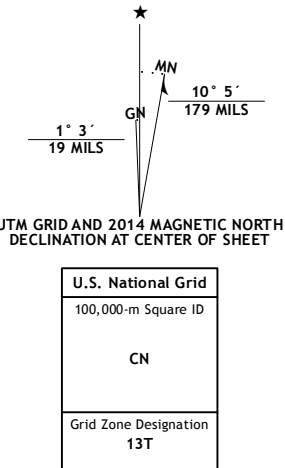 ★
MN
GN
10° 5´
179 MILS
1° 3´
19 MILS
UTM GRID AND 2014 MAGNETIC NORTH
DECLINATION AT CENTER OF SHEET
U.S. National Grid
100,000-m Square ID
CN
Grid Zone Designation
13T